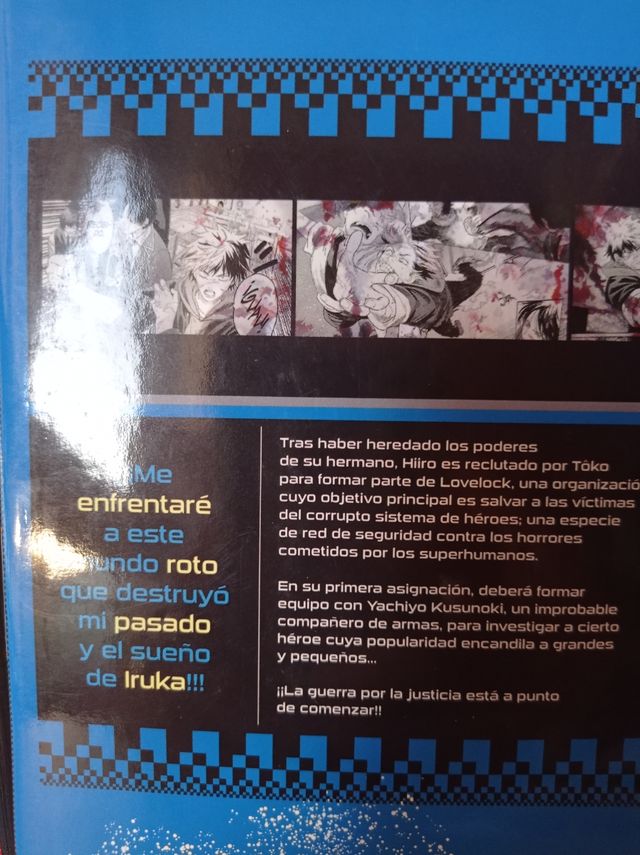 Me
enfrentaré
a este
mundo roto
que destruyó
mi pasado
y el sueño
de Iruka!!!
Tras haber heredado los poderes
de su hermano, Hiiro es reclutado por Tôko
para formar parte de Lovelock, una organizació
cuyo objetivo principal es salvar a las víctimas
del corrupto sistema de héroes; una especie
de red de seguridad contra los horrores
cometidos por los superhumanos.
En su primera asignación, deberá formar
equipo con Yachiyo Kusunoki, un improbable
compañero de armas, para investigar a cierto
héroe cuya popularidad encandila a grandes
y pequeños...
¡¡La guerra por la justicia está a punto
de comenzar!!